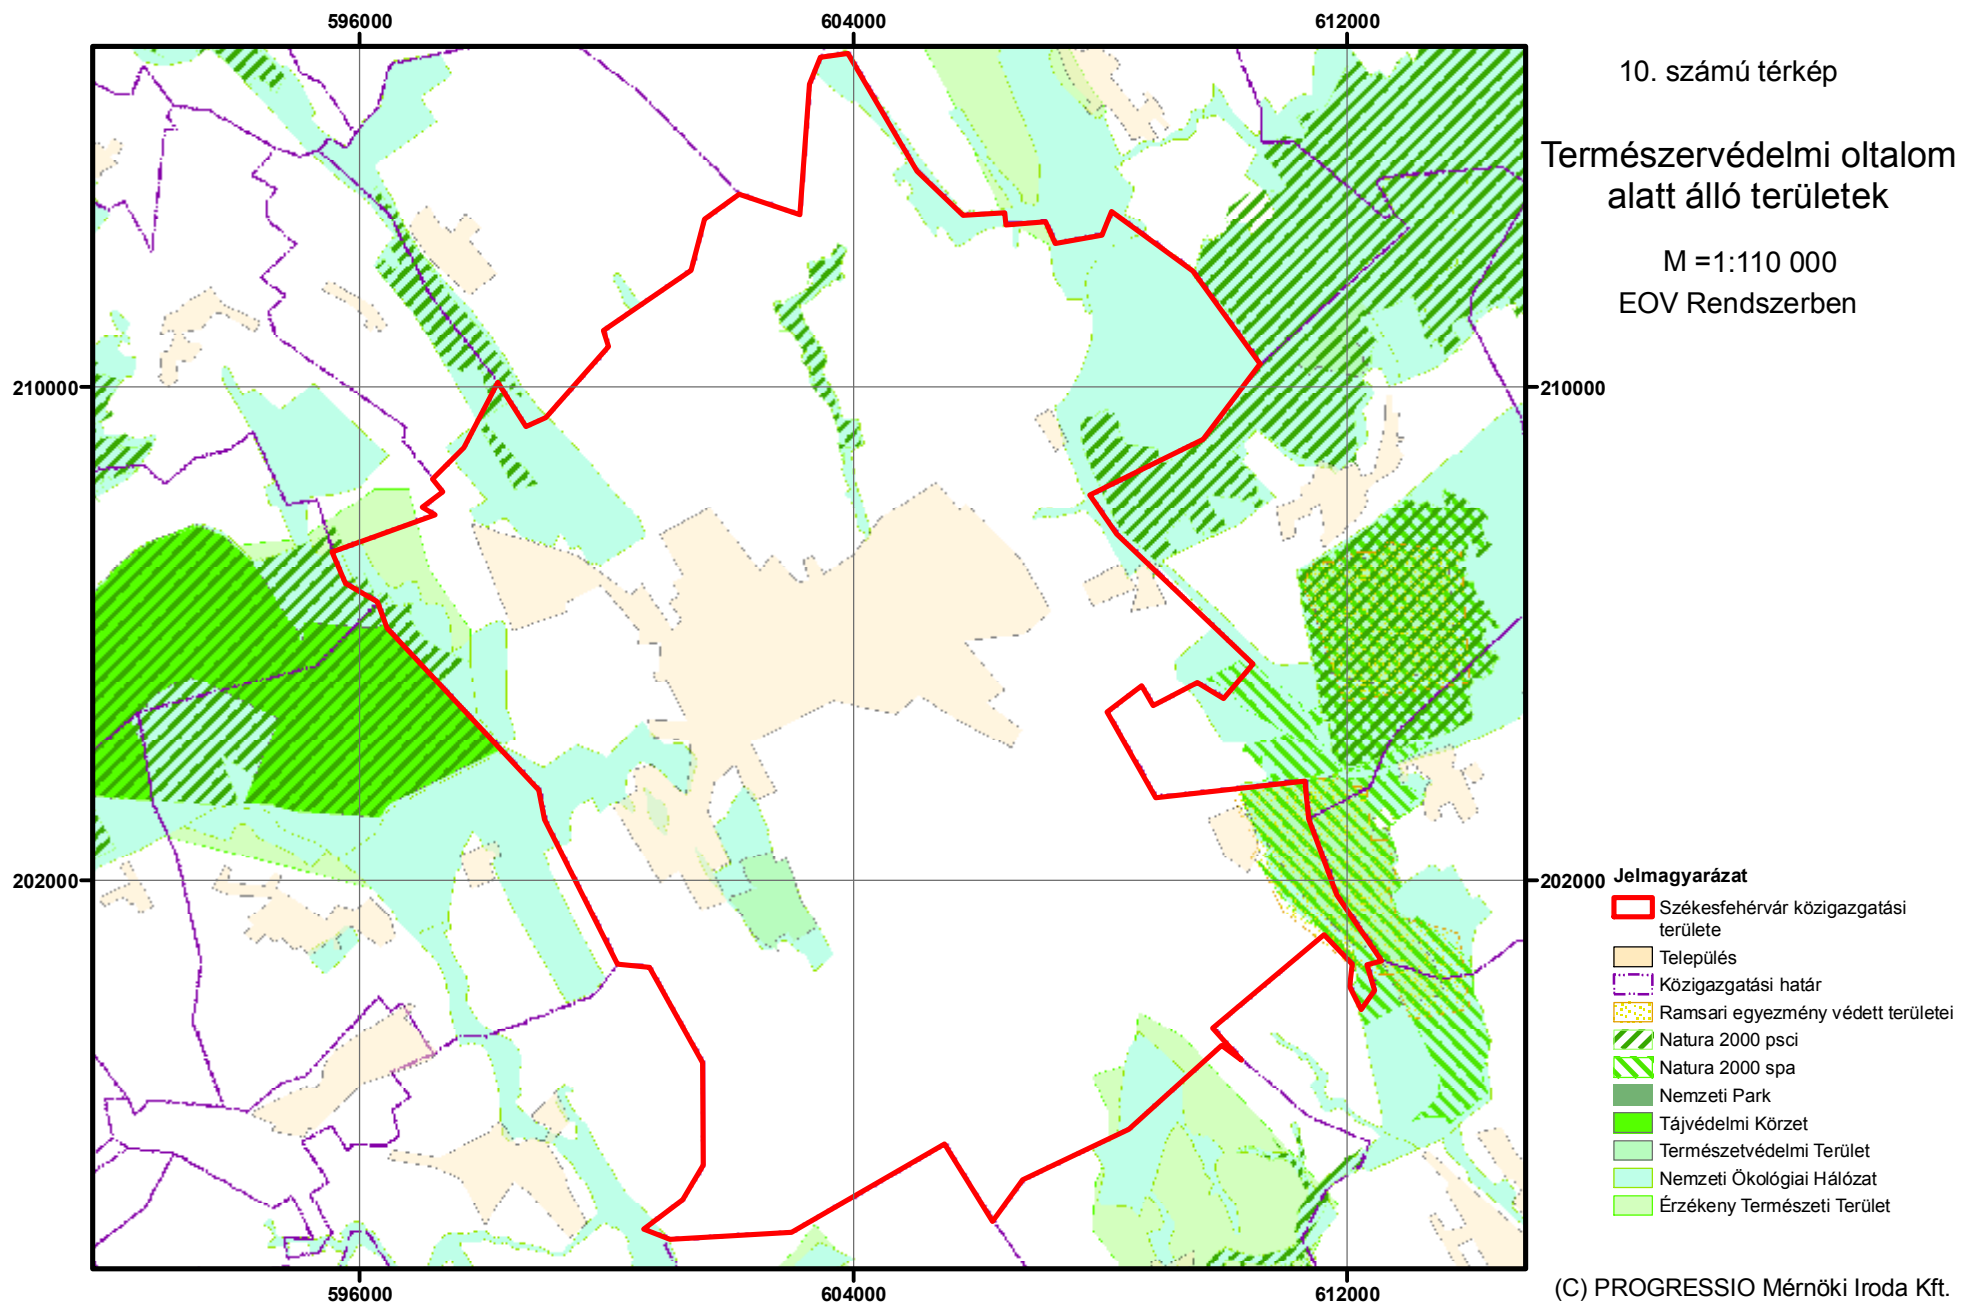 596000
604000
612000
10. számú térkép
Természervédelmi oltalom
alatt álló területek
M =1:110 000
EOV Rendszerben
210000
210000
202000
202000
Jelmagyarázat
Székesfehérvár közigazgatási
területe
Település
Közigazgatási határ
Ramsari egyezmény védett területei
Natura 2000 psci
Natura 2000 spa
Nemzeti Park
Tájvédelmi Körzet
Természetvédelmi Terület
Nemzeti Ökológiai Hálózat
Érzékeny Természeti Terület
596000
604000
612000
(C) PROGRESSIO Mérnöki Iroda Kft.